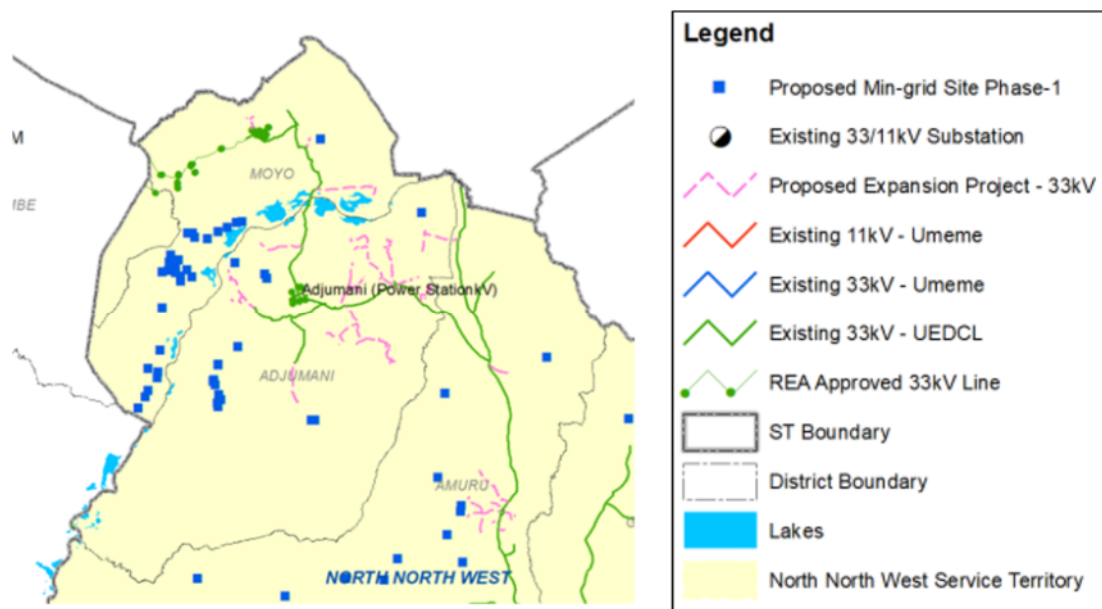 M
MOYO
MBE
Adjumani (Power StationkV)
ADJUMANI
AMURU
NORTH NORTH WEST
Legend
Proposed Min-grid Site Phase-1
Existing 33/11kV Substation
Proposed Expansion Project - 33kV
Existing 11kV - Umeme
Existing 33kV - Umeme
Existing 33kV - UEDCL
REA Approved 33kV Line
ST Boundary
District Boundary
Lakes
North North West Service Territory